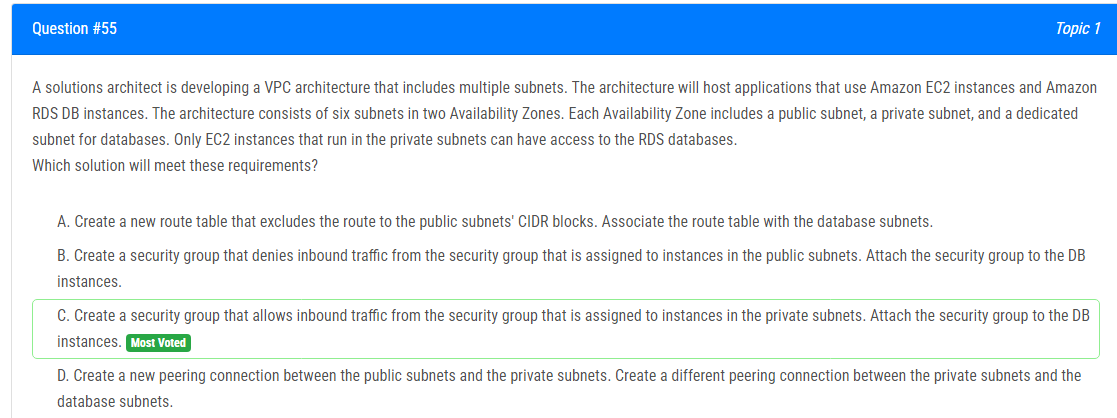 Question #55
Topic 1
A solutions architect is developing a VPC architecture that includes multiple subnets. The architecture will host applications that use Amazon EC2 instances and Amazon
RDS DB instances. The architecture consists of six subnets in two Availability Zones. Each Availability Zone includes a public subnet, a private subnet, and a dedicated
subnet for databases. Only EC2 instances that run in the private subnets can have access to the RDS databases.
Which solution will meet these requirements?
A. Create a new route table that excludes the route to the public subnets' CIDR blocks. Associate the route table with the database subnets.
B. Create a security group that denies inbound traffic from the security group that is assigned to instances in the public subnets. Attach the security group to the DB
instances.
C. Create a security group that allows inbound traffic from the security group that is assigned to instances in the private subnets. Attach the security group to the DB
instances. Most Voted
D. Create a new peering connection between the public subnets and the private subnets. Create a different peering connection between the private subnets and the
database subnets.